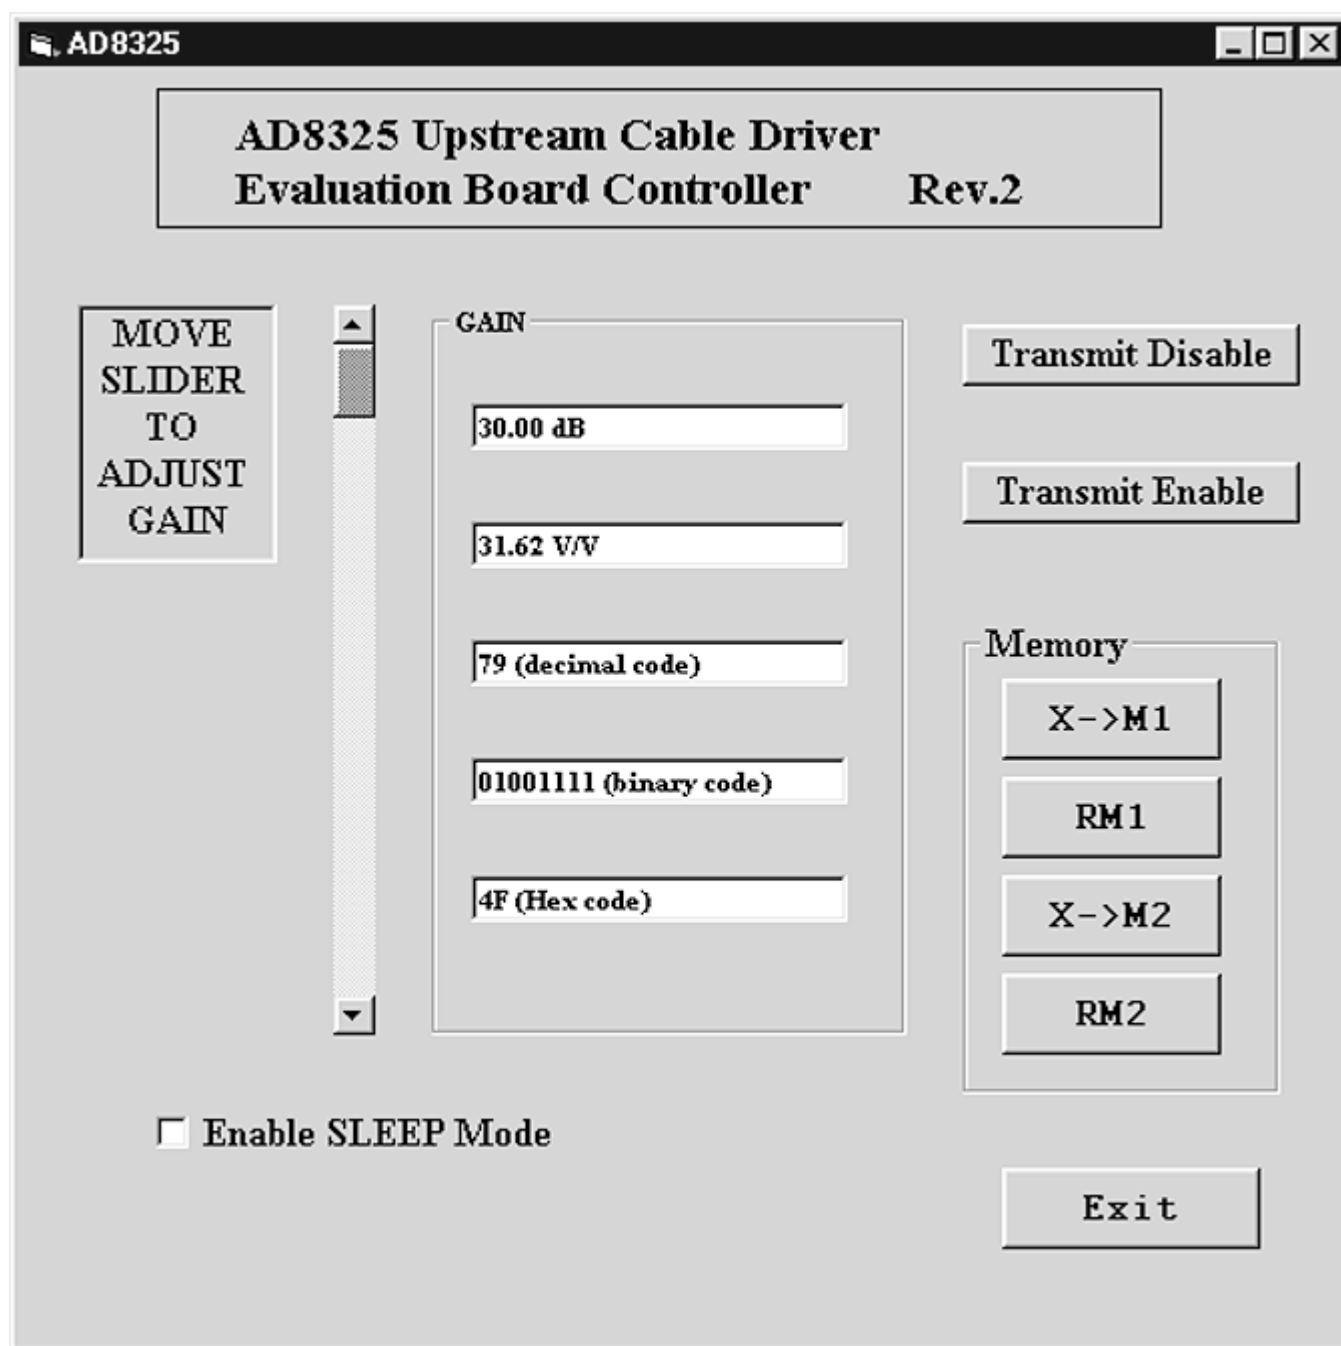 AD8325
AD8325 Upstream Cable Driver
Evaluation Board Controller Rev.2
MOVE
SLIDER
TO
ADJUST
GAIN
GAIN
30.00 dB
31.62 V/V
79 (decimal code)
01001111 (binary code)
4F (Hex code)
Transmit Disable
Transmit Enable
Memory
X->M1
RM1
X->M2
RM2
Enable SLEEP Mode
Exit